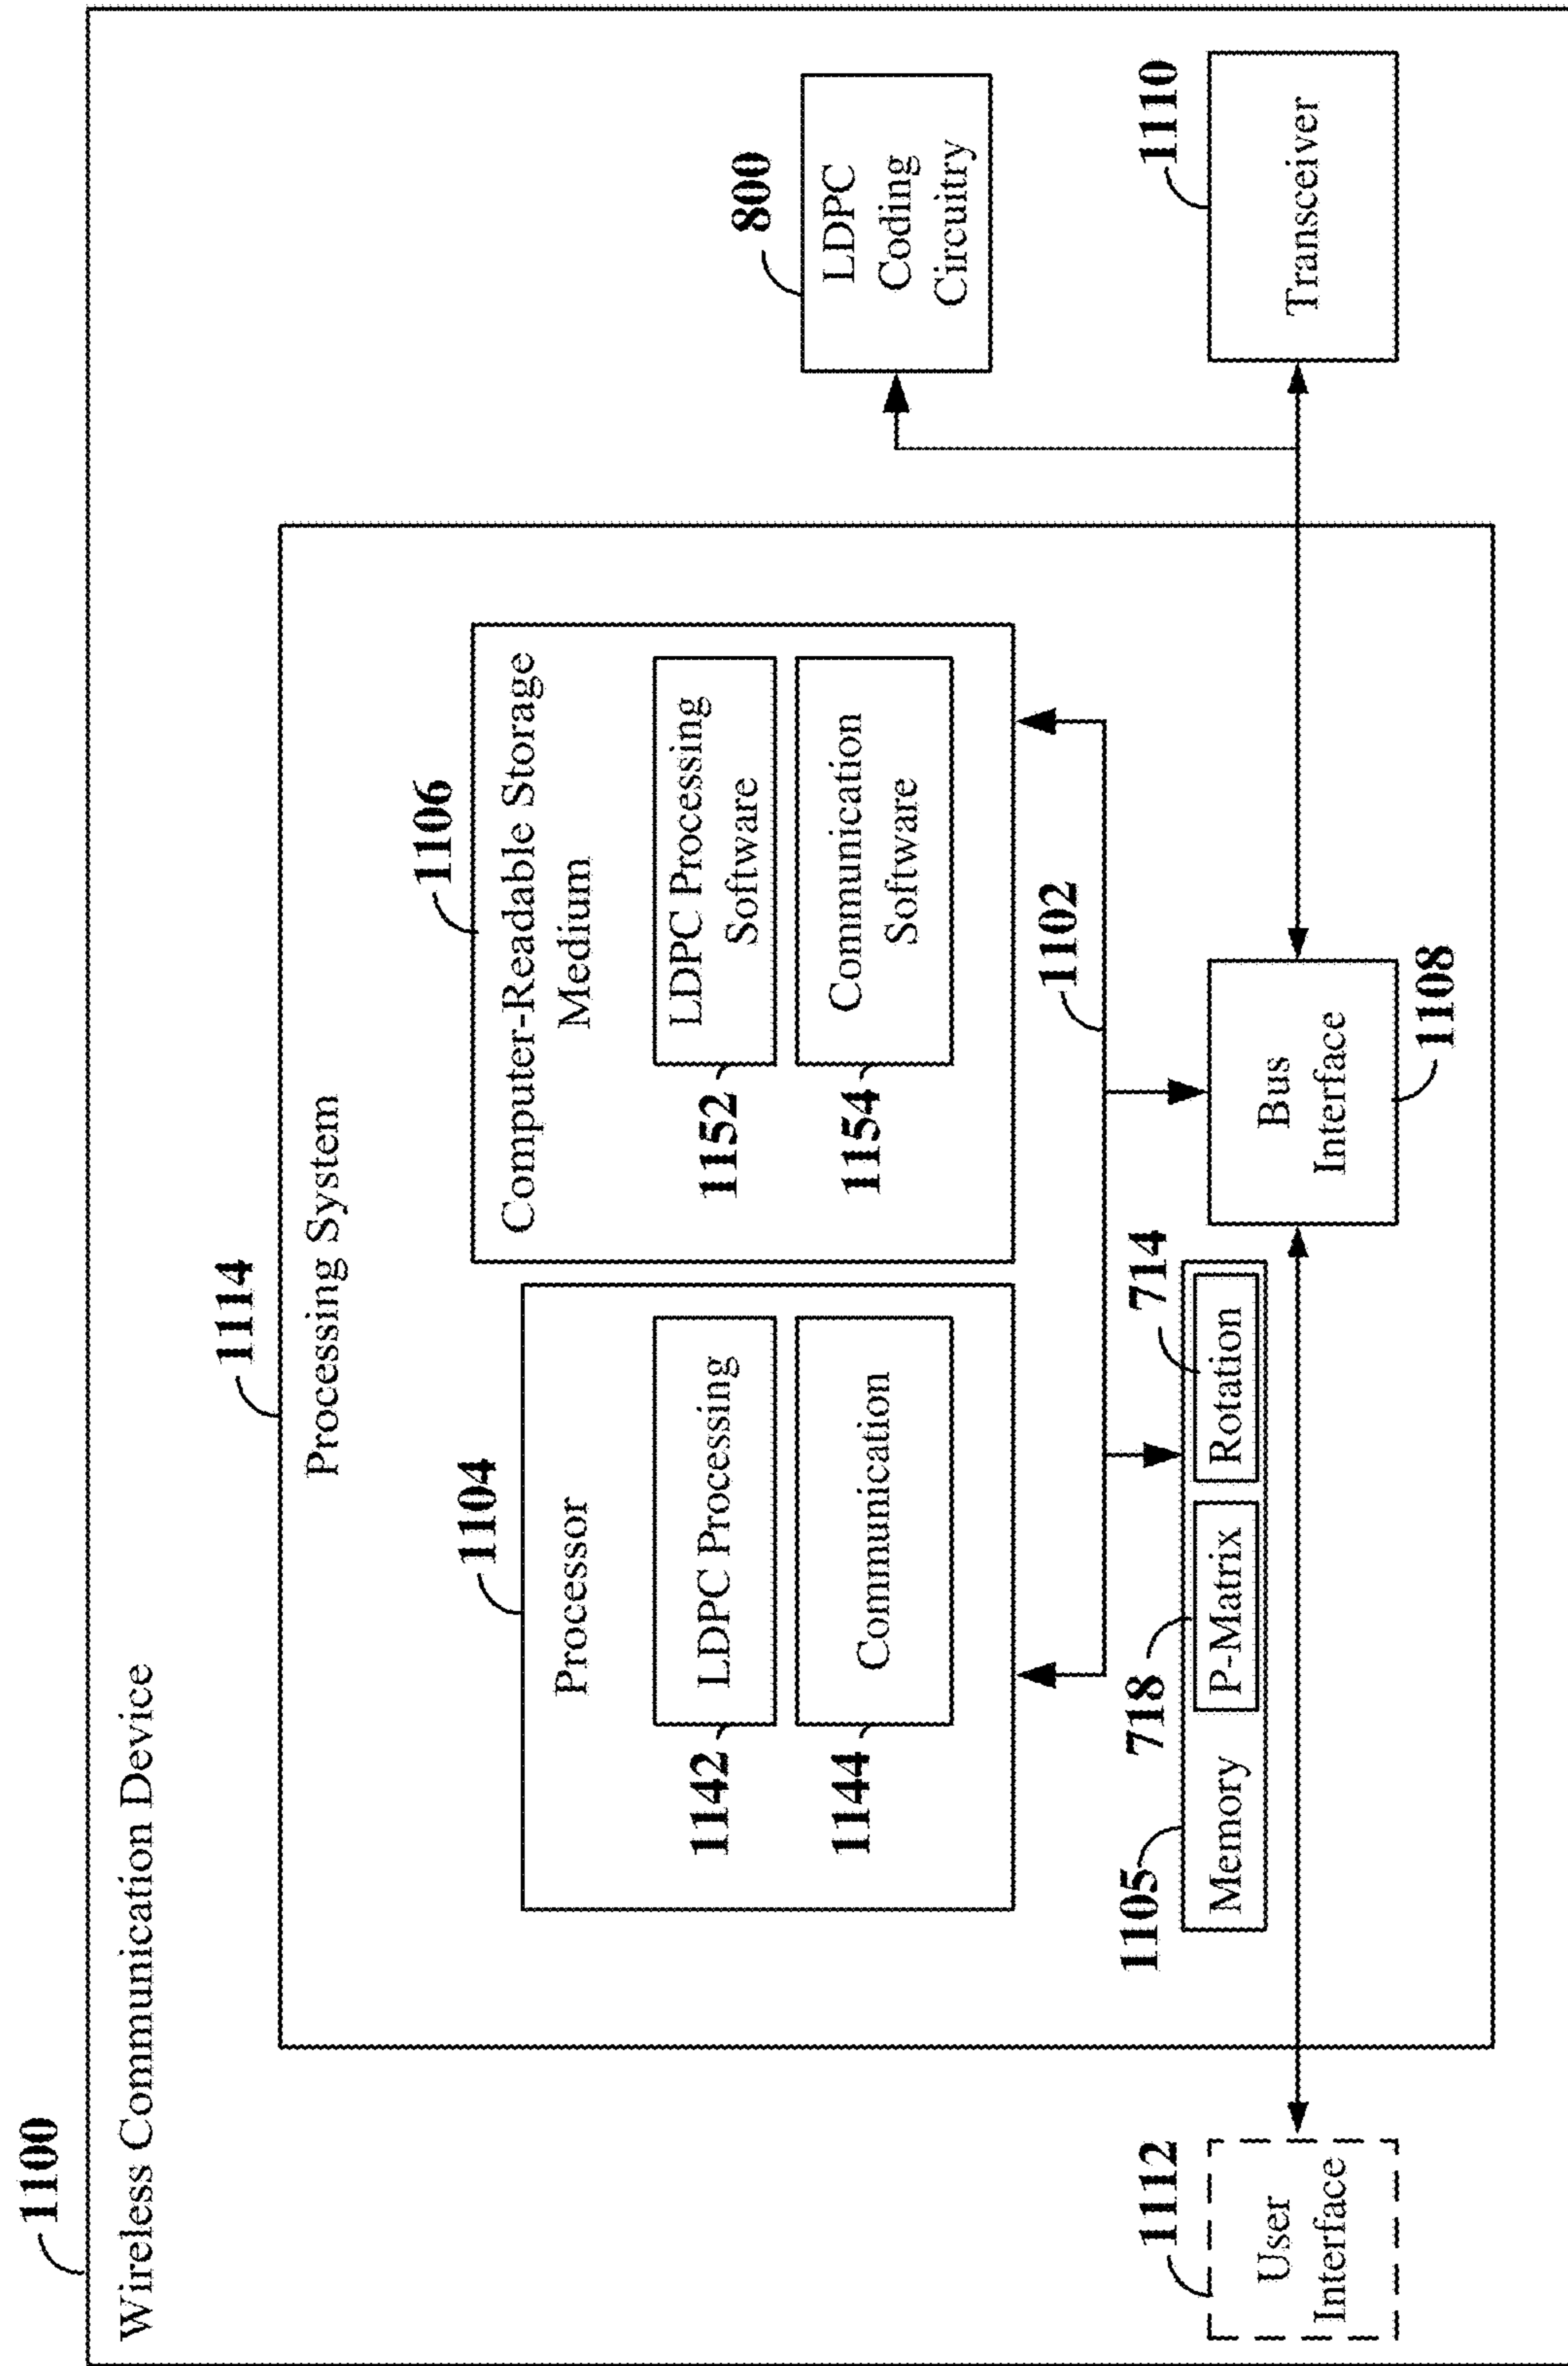 1100
Wireless Communication Device
1114
Processing System
1104
Processor
1142
LDPC Processing
1144
Communication
1106
Computer-Readable Storage
Medium
1152
LDPC Processing
Software
1154
Communication
Software
800
LDPC
Coding
Circuitry
1102
1105
Memory
718
P-Matrix
714
Rotation
1112
User
Interface
Bus
Interface
1108
1110
Transceiver